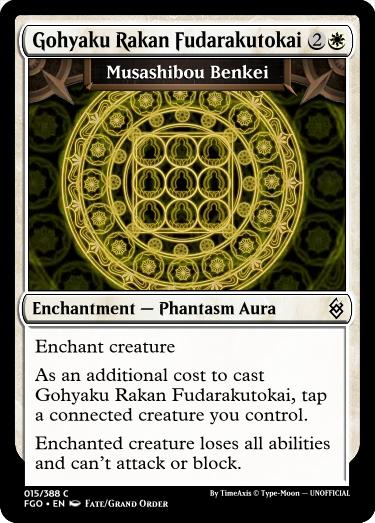 Gohyaku Rakan Fudarakutokai 2
Musashibou Benkei
Enchantment — Phantasm Aura
Enchant creature
As an additional cost to cast
Gohyaku Rakan Fudarakutokai, tap
a connected creature you control.
Enchanted creature loses all abilities
and can't attack or block.
015/388 C
FGO • EN Fate/Grand Order
By TimeAxis © Type-Moon — UNOFFICIAL